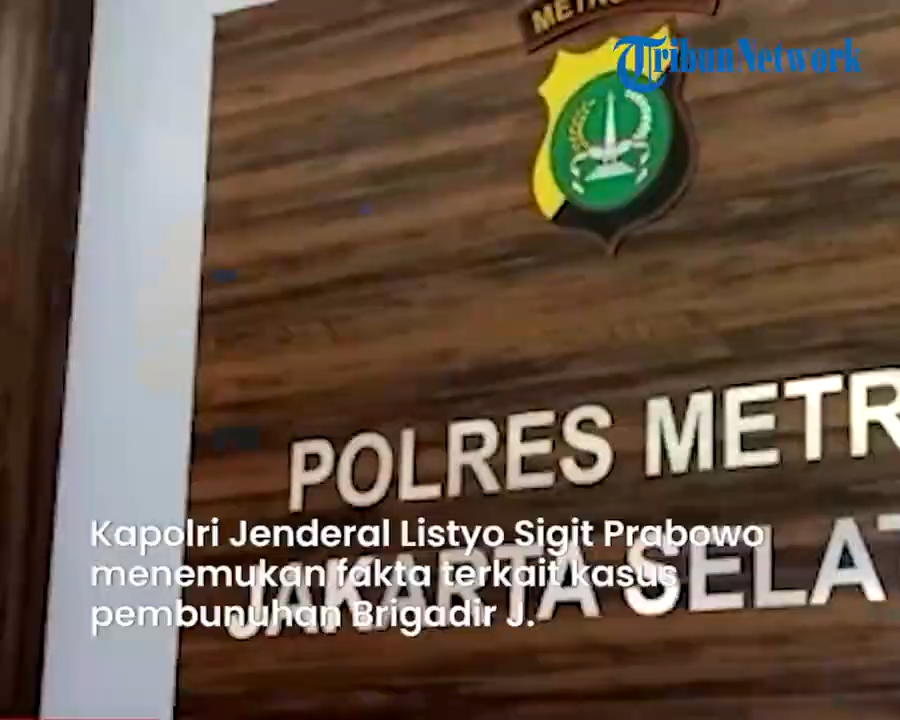 TribunNetwork
POLRES METR
JAKARTA SELAT
Kapolri Jenderal Listyo Sigit Prabowo
menemukan fakta terkait kasus
pembunuhan Brigadir J.